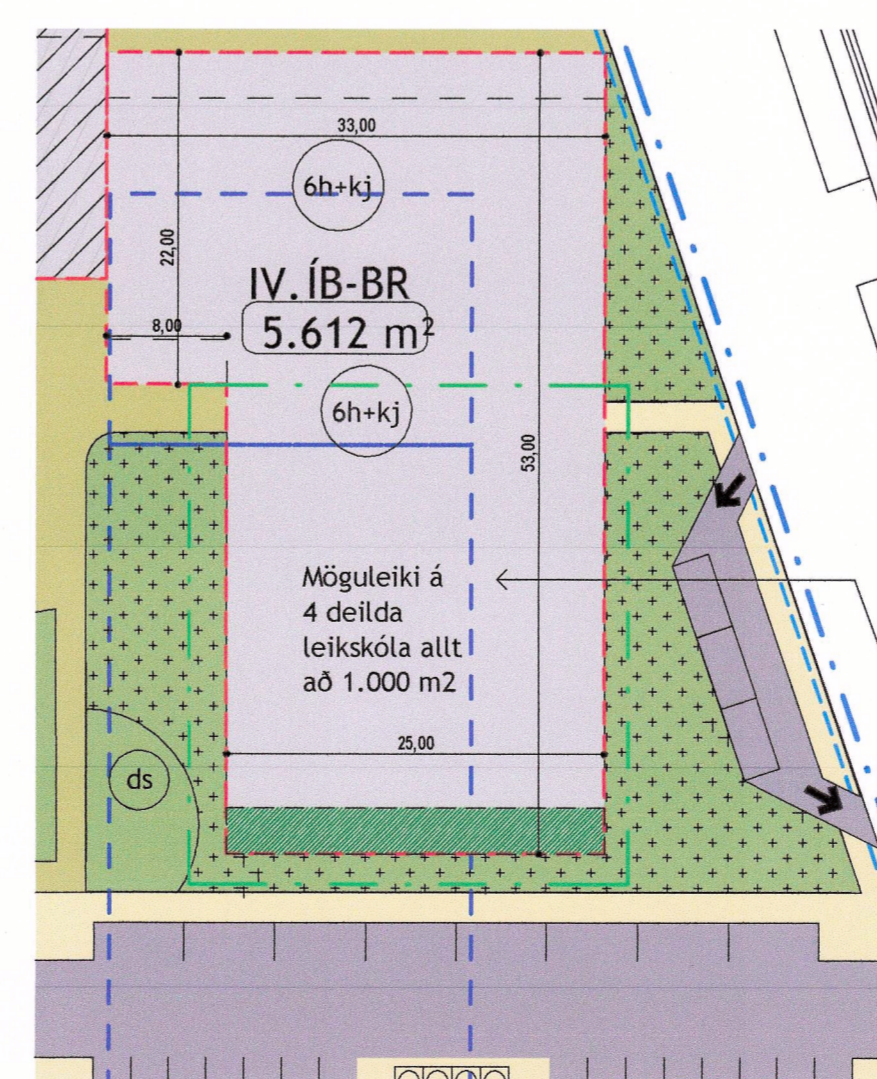 33,00
6h+kj
22,00
IV. ÍB-BR
5.612 m²
8,00
6h+kj
53,00
Möguleiki á
4 deilda
leikskóla allt
að 1.000 m2
25,00
ds